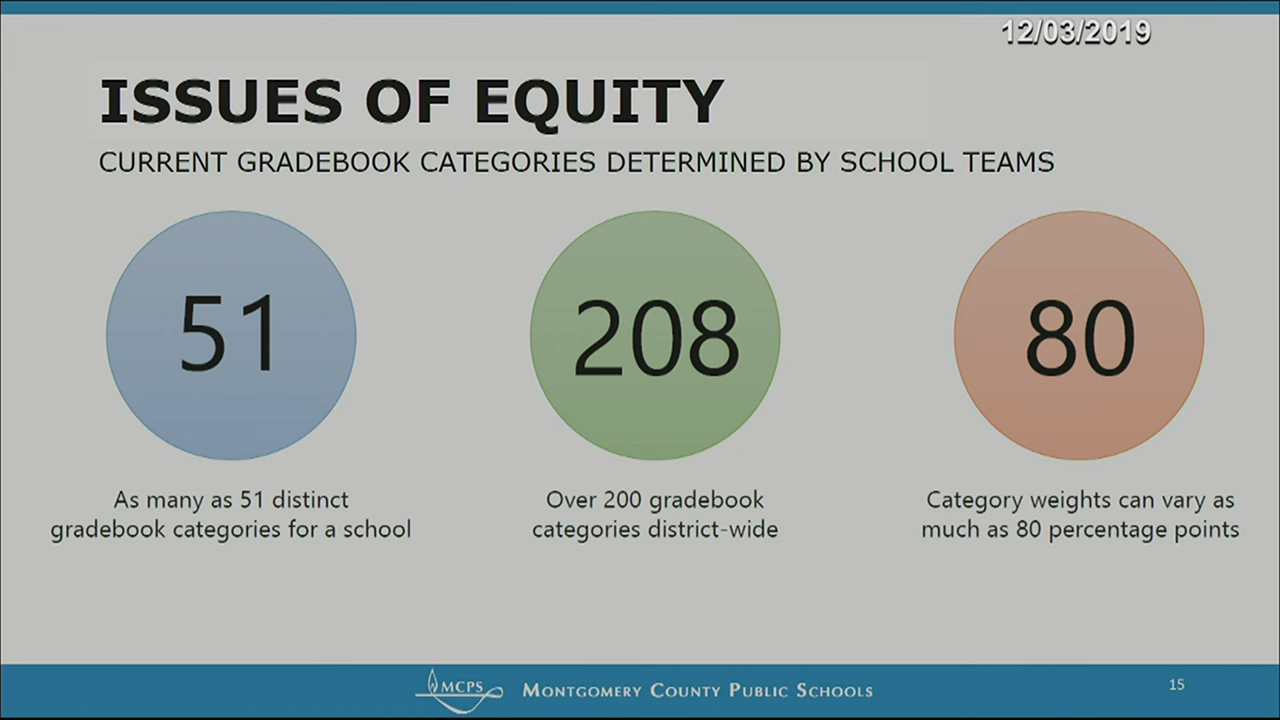 12/03/2019
ISSUES OF EQUITY
CURRENT GRADEBOOK CATEGORIES DETERMINED BY SCHOOL TEAMS
51
208
80
As many as 51 distinct
gradebook categories for a school
Over 200 gradebook
categories district-wide
Category weights can vary as
much as 80 percentage points
MCPS
MONTGOMERY COUNTY PUBLIC SCHOOLS
15